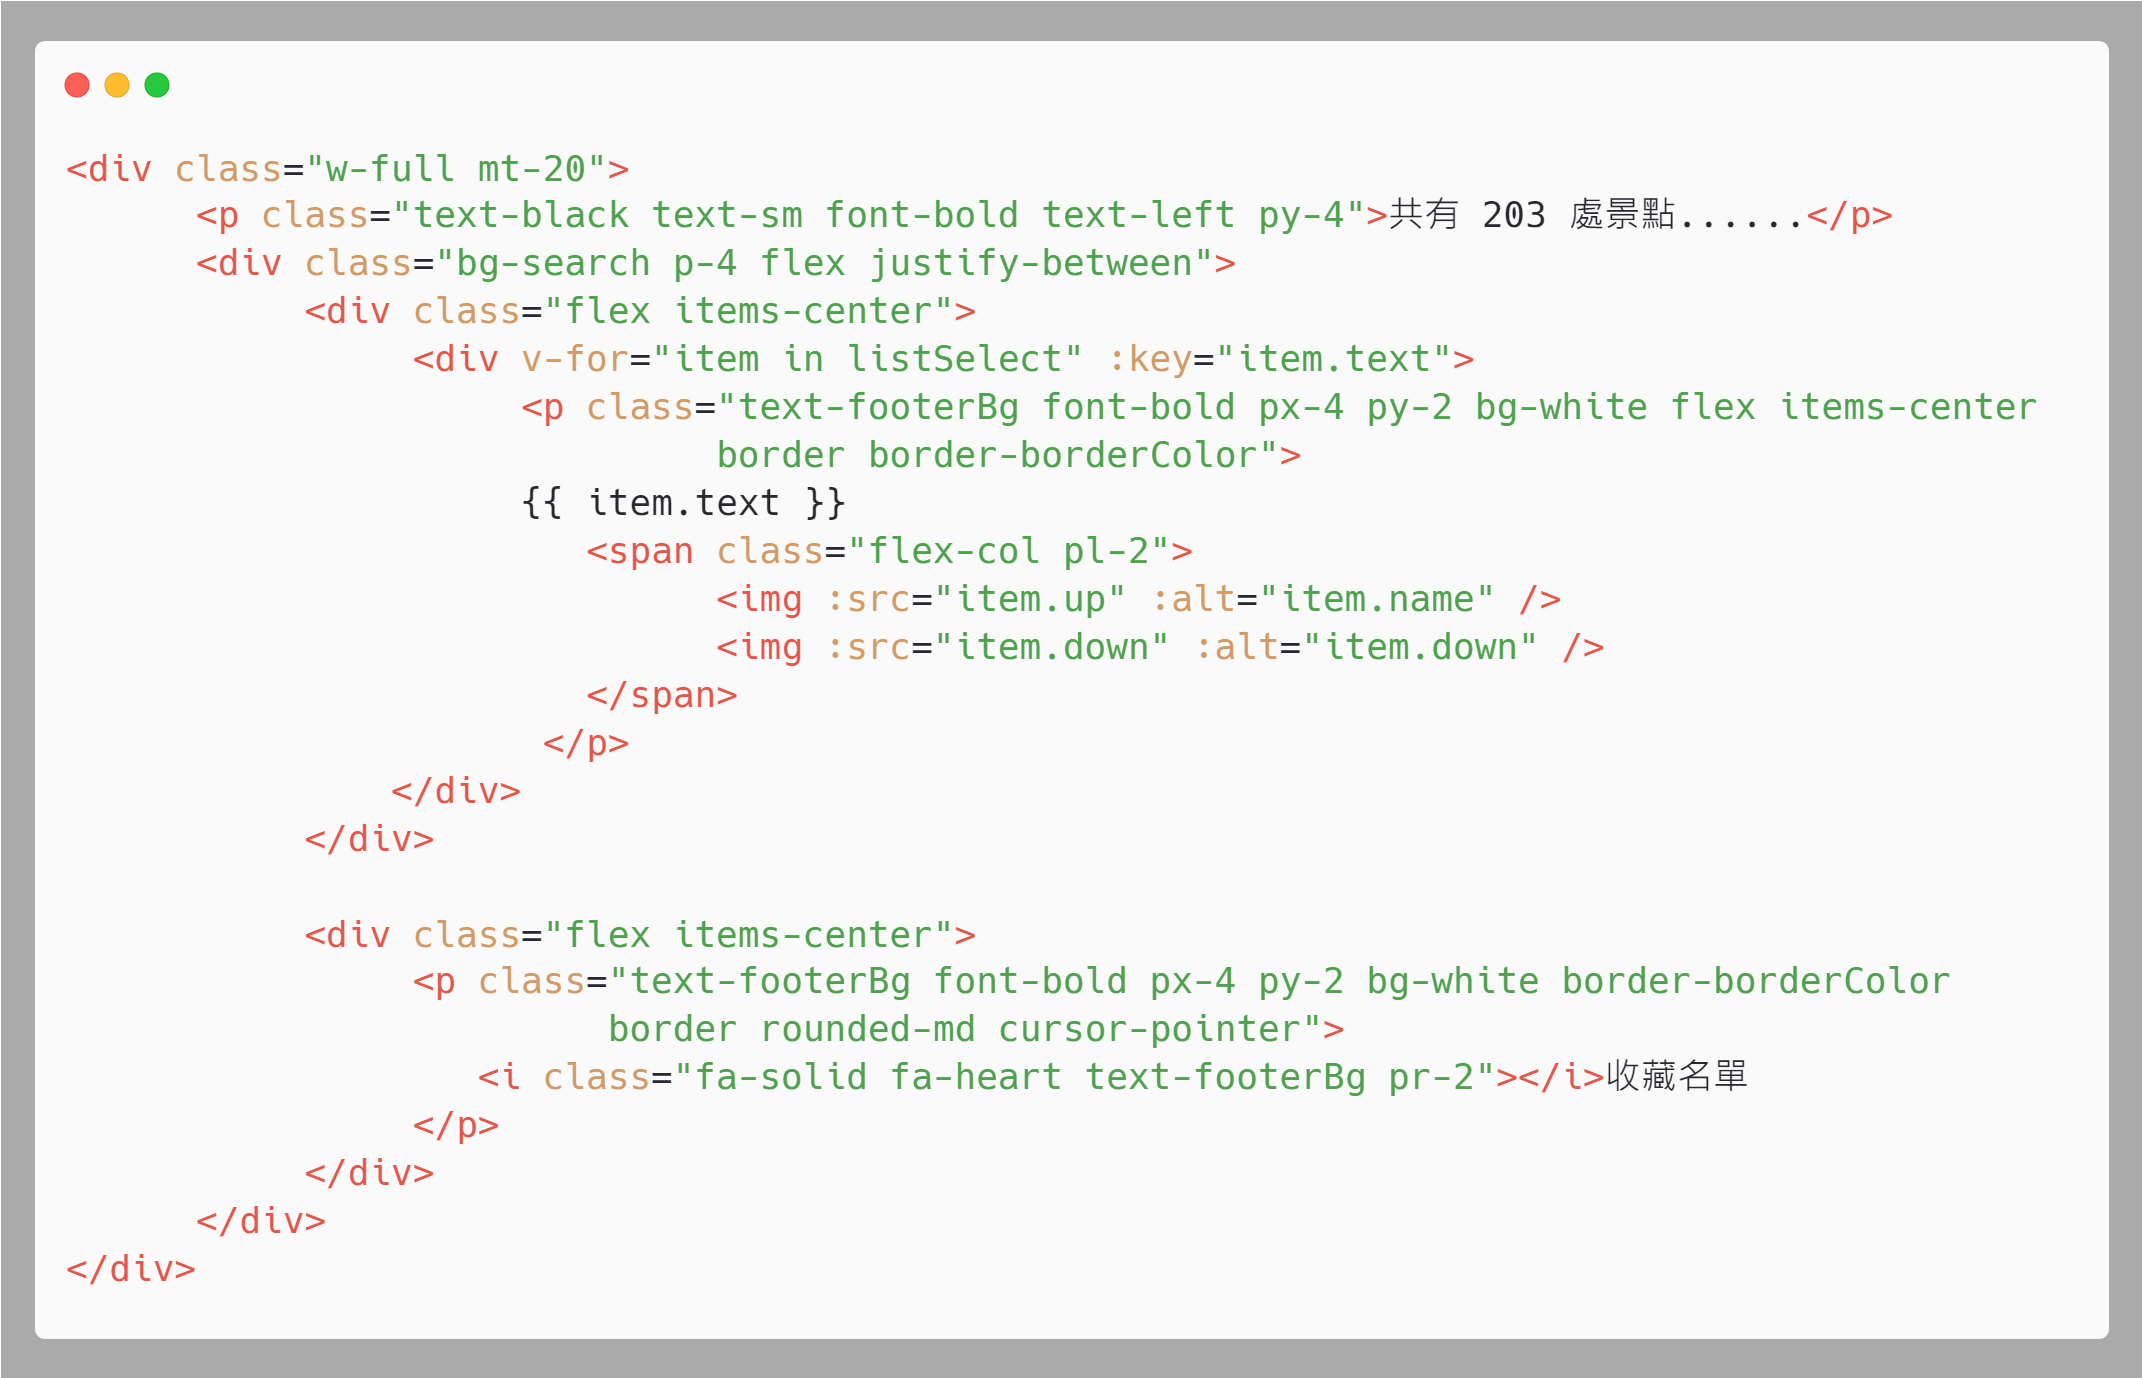 <div class="w-full mt-20">
<p class="text-black text-sm font-bold text-left py-4">共有 203 處景點......</p>
<div class="bg-search p-4 flex justify-between">
<div class="flex items-center">
<div v-for="item in listSelect" :key="item.text">
<p class="text-footerBg font-bold px-4 py-2 bg-white flex items-center
border border-borderColor">
{{ item.text }}
<span class="flex-col pl-2">
<img :src="item.up" :alt="item.name" />
<img :src="item.down" :alt="item.down" />
</span>
</p>
</div>
</div>
<div class="flex items-center">
<p class="text-footerBg font-bold px-4 py-2 bg-white border-borderColor
border rounded-md cursor-pointer">
<i class="fa-solid fa-heart text-footerBg pr-2"></i>收藏名單
</p>
</div>
</div>
</div>